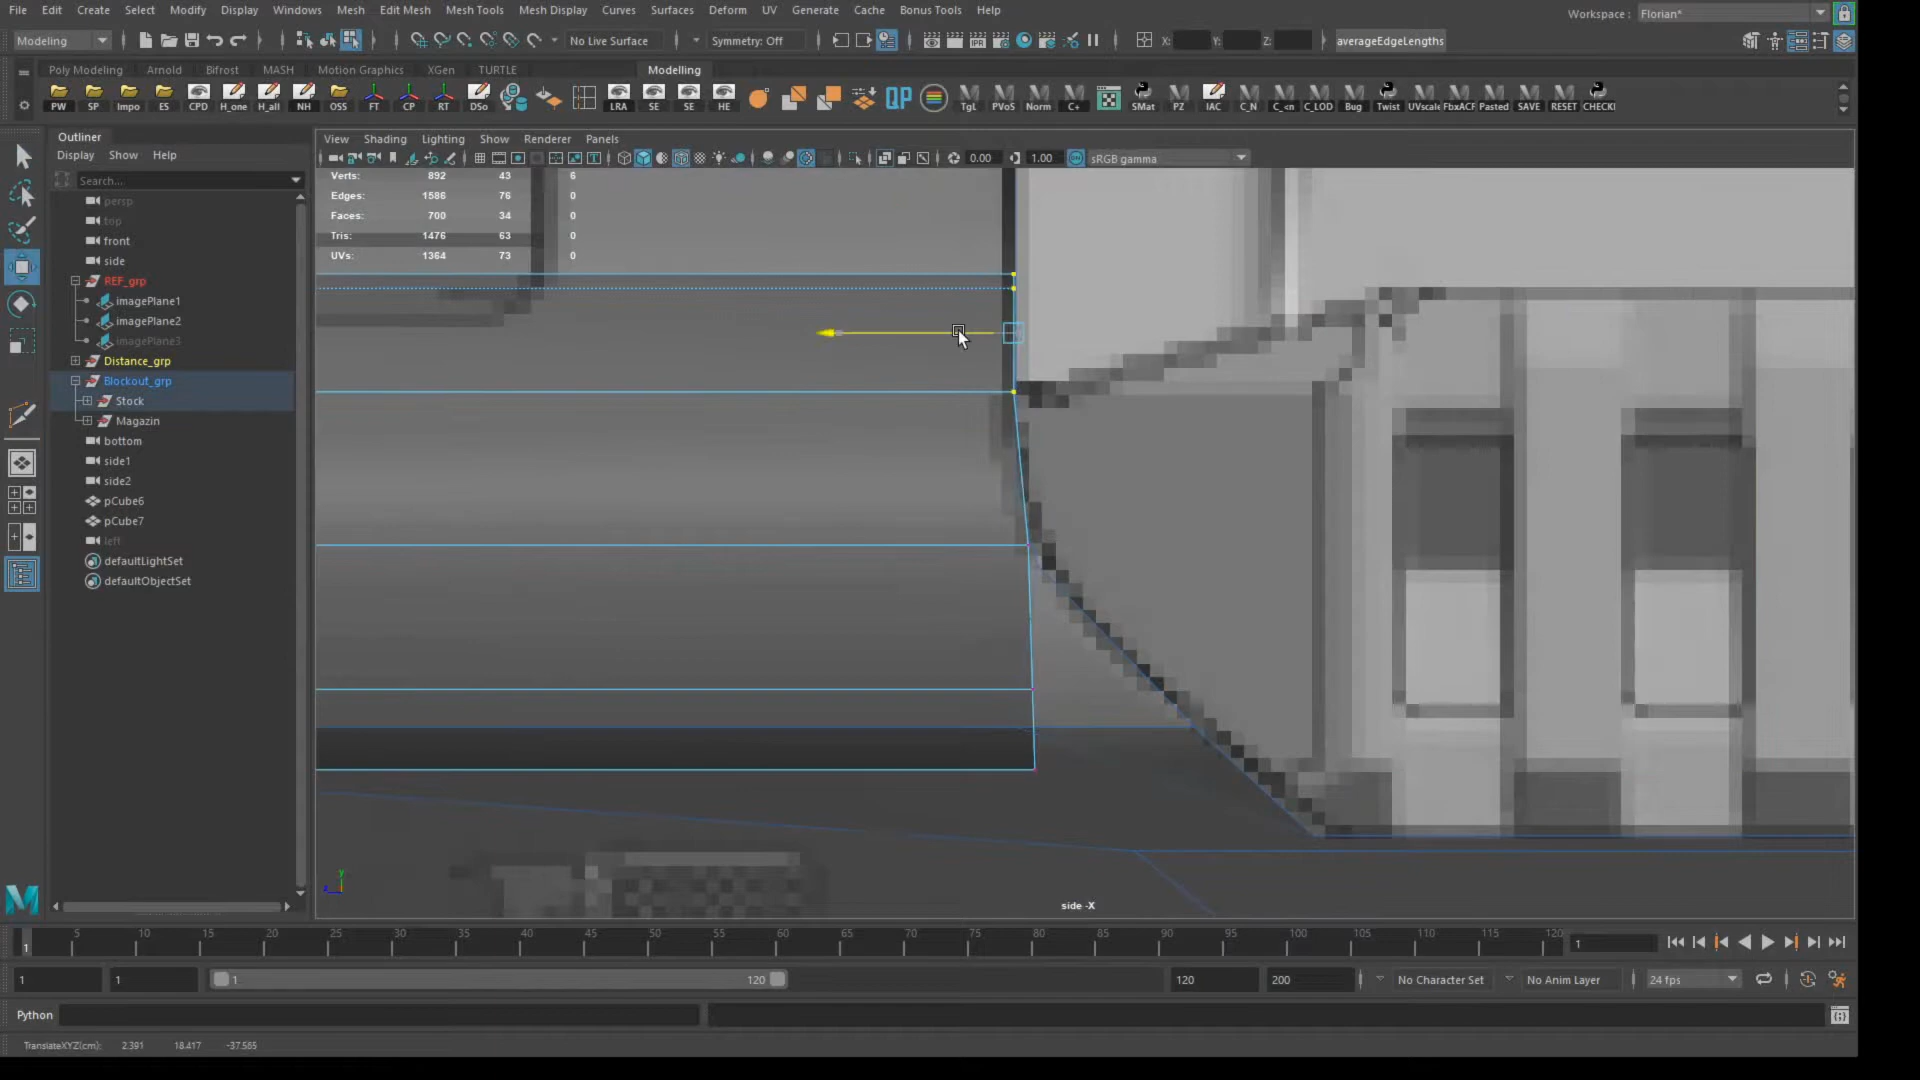 File Edit Create Select Modify Display Windows Mesh Edit Mesh Mesh Tools Mesh Display Curves Surfaces Deform UV Generate Cache Bonus Tools Help
Workspace : Florian*
Modeling No Live Surface Symmetry: Off X: Y: Z: averageEdgeLengths
Poly Modeling Arnold Bifrost MASH Motion Graphics XGen TURTLE Modelling
PW SP Impo ES CPD H_one H_all NH OSS FT CP RT DSo LRA SE SE HE QP TgL PVoS Norm C+ SMat PZ IAC C_N C_<n C_LOD Bug Twist UVscale FbxACF Pasted SAVE RESET CHECKI
Outliner
Display Show Help
Search...
persp
top
front
side
REF_grp
imagePlane1
imagePlane2
imagePlane3
Distance_grp
Blockout_grp
Stock
Magazin
bottom
side1
side2
pCube6
pCube7
left
defaultLightSet
defaultObjectSet
View Shading Lighting Show Renderer Panels
0.00 1.00 sRGB gamma
Verts: 892 43 6
Edges: 1586 76 0
Faces: 700 34 0
Tris: 1476 63 0
UVs: 1364 73 0
y
z
side -X
1 5 10 15 20 25 30 35 40 45 50 55 60 65 70 75 80 85 90 95 100 105 110 115 120 1
1 1 1 120 120 200 No Character Set No Anim Layer 24 fps
Python
TranslateXYZ(cm): 2.391 18.417 -37.565